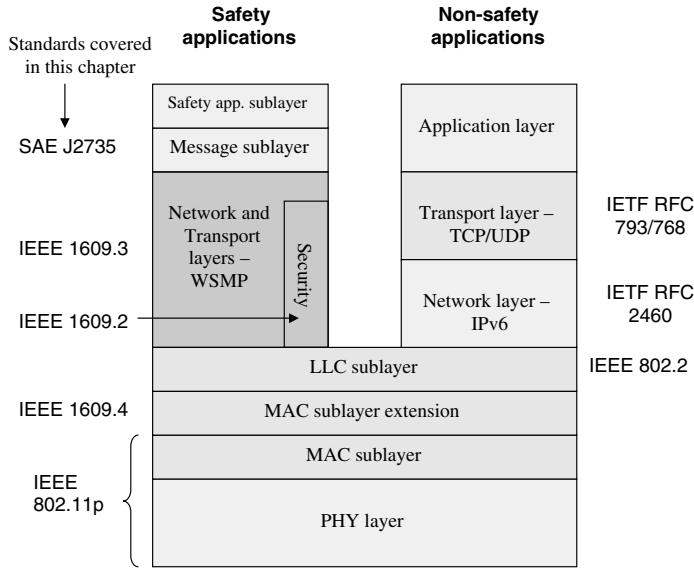 Safety
applications
Non-safety
applications
Standards covered
in this chapter
Safety app. sublayer
SAE J2735
Message sublayer
Application layer
IEEE 1609.3
Network and
Transport
layers –
WSMP
Security
Transport layer –
TCP/UDP
IETF RFC
793/768
IEEE 1609.2
Network layer –
IPv6
IETF RFC
2460
LLC sublayer
IEEE 802.2
IEEE 1609.4
MAC sublayer extension
MAC sublayer
IEEE
802.11p
PHY layer